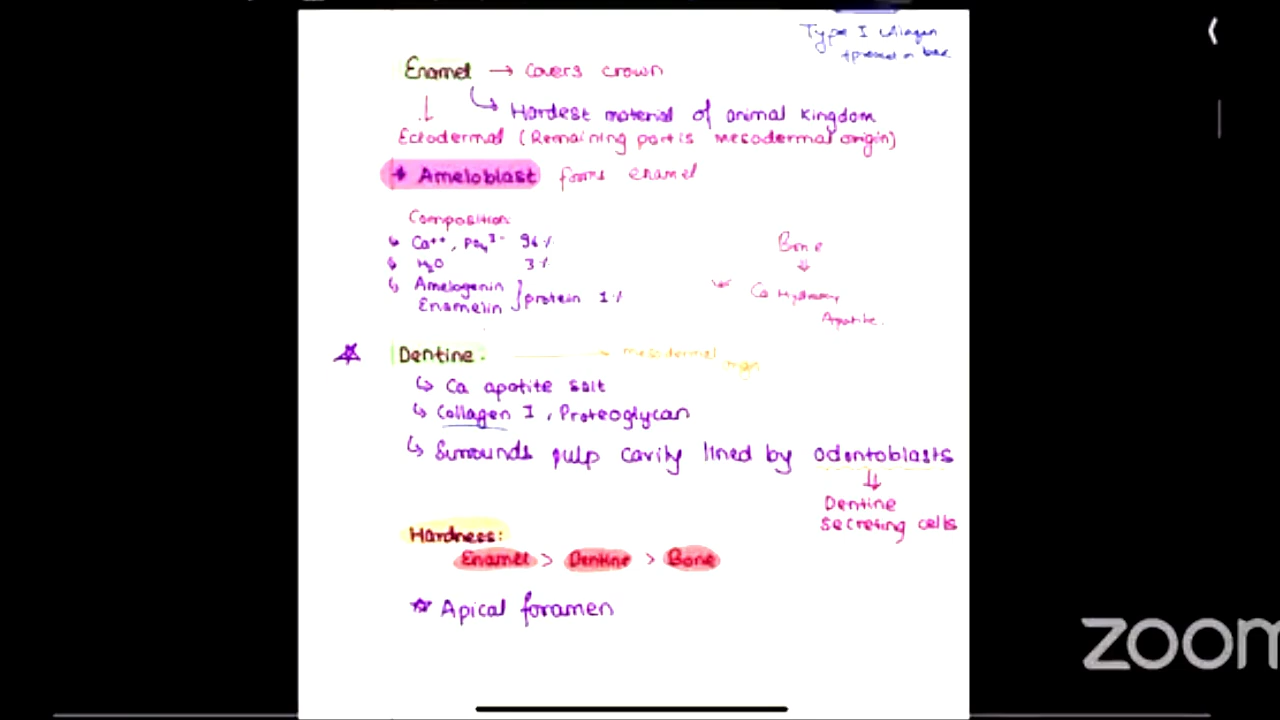 Type I
present in bone
Enamel → Covers crown
↳ Hardest material of animal kingdom
Ectodermal (Remaining part is mesodermal origin)
Ameloblast forms enamel
Composition
↳ Ca++, PO4 3- 96%
↳ H2O 3%
↳ Amelogenin
Enamelin } protein 1%
Bone
Ca Hydroxy
Apatite.
Dentine: → mesodermal
origin
↳ Ca apatite salt
↳ Collagen I, Proteoglycan
↳ Surrounds pulp cavity lined by odontoblasts
Dentine
secreting cells
Hardness:
Enamel > Dentine > Bone
☆ Apical foramen
zoom